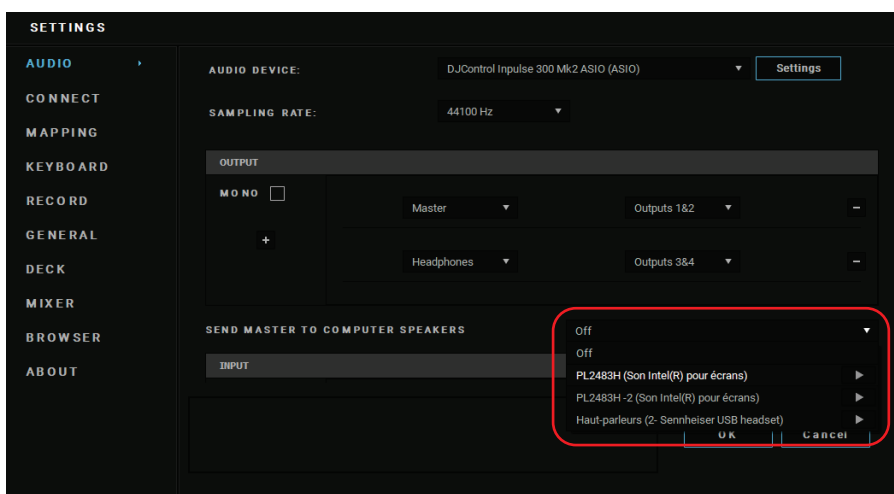 SETTINGS
AUDIO
CONNECT
MAPPING
KEYBOARD
RECORD
GENERAL
DECK
MIXER
BROWSER
ABOUT
AUDIO DEVICE: DJControl Inpulse 300 Mk2 ASIO (ASIO) Settings
SAMPLING RATE: 44100 Hz
OUTPUT
MONO
Master Outputs 1&2 –
+
Headphones Outputs 3&4 –
SEND MASTER TO COMPUTER SPEAKERS Off
Off
INPUT
PL2483H (Son Intel(R) pour écrans)
PL2483H -2 (Son Intel(R) pour écrans)
Haut-parleurs (2- Sennheiser USB headset)
OK Cancel